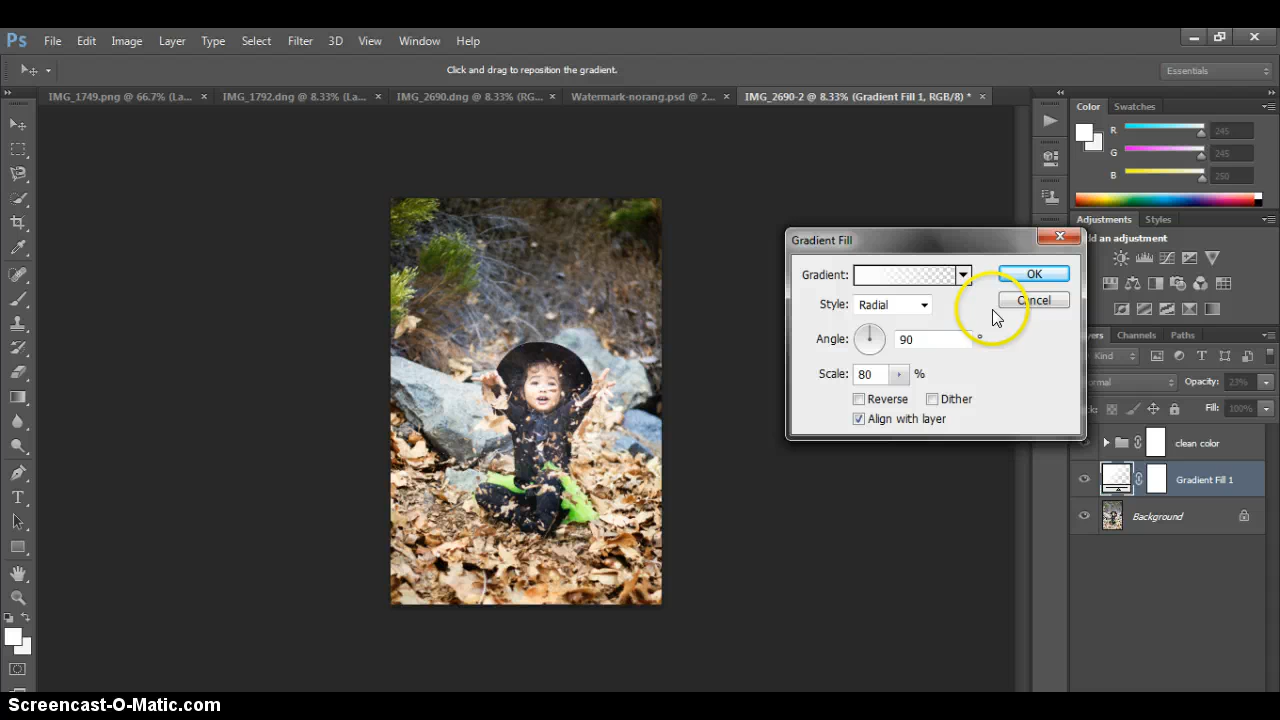 Ps File Edit Image Layer Type Select Filter 3D View Window Help
Click and drag to reposition the gradient.
Essentials
IMG_1749.png @ 66.7% (La... × IMG_1792.dng @ 8.33% (La... × IMG_2690.dng @ 8.33% (RG... × Watermark-norang.psd @ 2... × IMG_2690-2 @ 8.33% (Gradient Fill 1, RGB/8) * ×
Color Swatches
R 245
G 245
B 250
Adjustments Styles
dd an adjustment
Gradient Fill
Gradient: OK
Style: Radial Cancel
Angle: 90 °
Scale: 80 %
Reverse Dither
Align with layer
yers Channels Paths
Kind
ormal Opacity: 23%
Fill: 100%
clean color
Gradient Fill 1
Background
Screencast-O-Matic.com